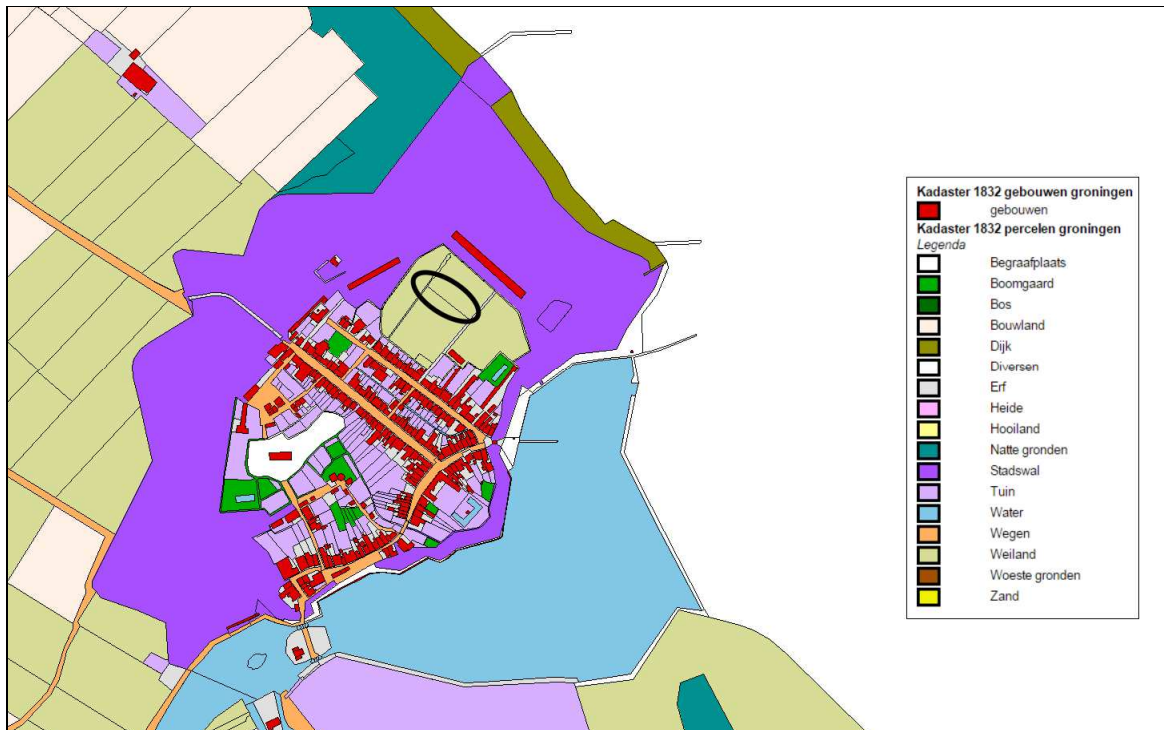 Kadaster 1832 gebouwen groningen
gebouwen
Kadaster 1832 percelen groningen
Legenda
Begraafplaats
Boomgaard
Bos
Bouwland
Dijk
Diversen
Erf
Heide
Hooiland
Natte gronden
Stadswal
Tuin
Water
Wegen
Weiland
Woeste gronden
Zand